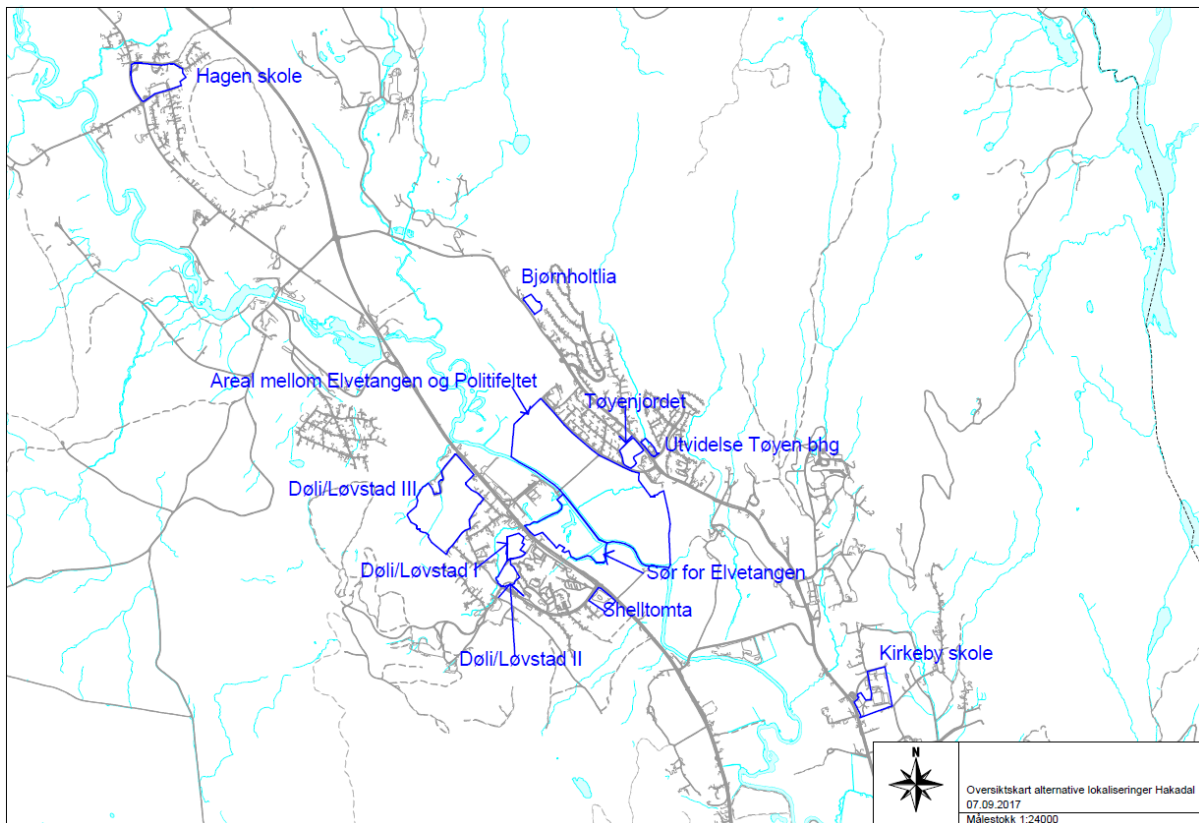 Hagen skole
Bjørnholtlia
Areal mellom Elvetangen og Politifeltet
Tøyenjordet
Utvidelse Tøyen bhg
Døli/Løvstad III
Døli/Løvstad I
Sør for Elvetangen
Shelltomta
Døli/Løvstad II
Kirkeby skole
N
Oversiktskart alternative lokaliseringer Hakadal
07.09.2017
Målestokk 1:24000